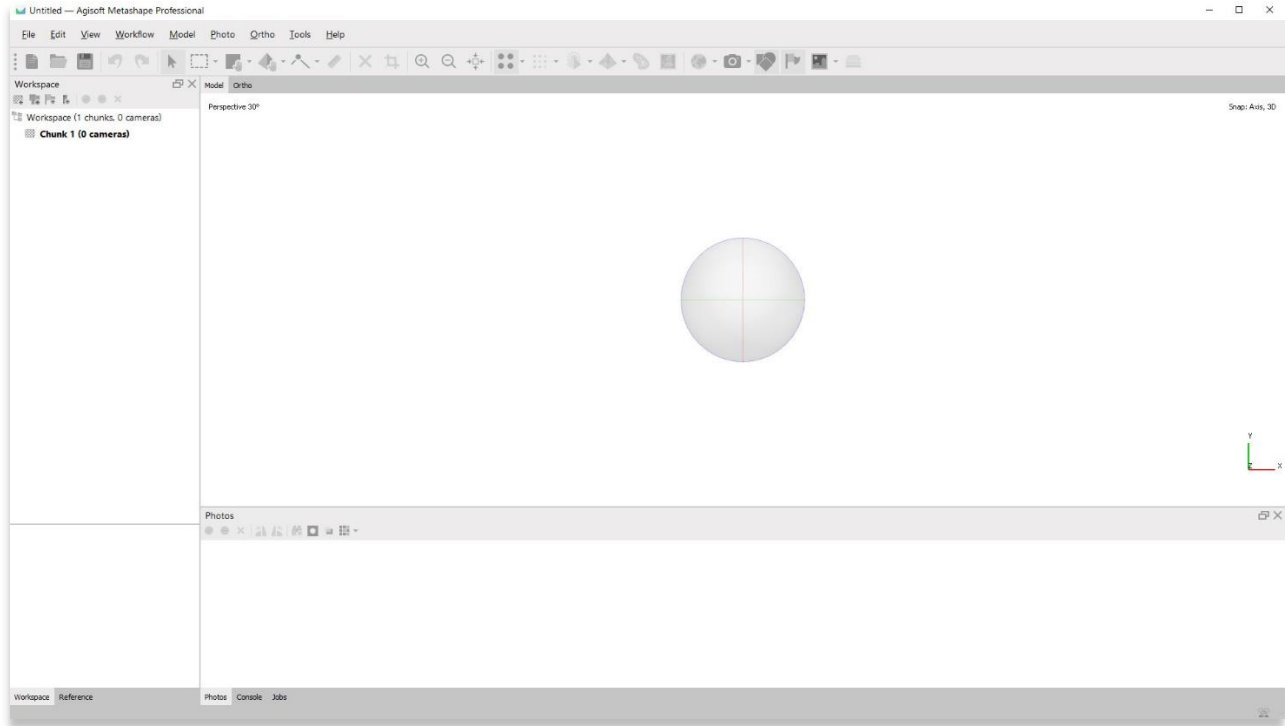 Untitled — Agisoft Metashape Professional
File Edit View Workflow Model Photo Ortho Tools Help
Workspace
Model Ortho
Perspective 30°
Snap: Axis, 3D
Workspace (1 chunks, 0 cameras)
Chunk 1 (0 cameras)
Y
Z X
Photos
Workspace Reference
Photos Console Jobs